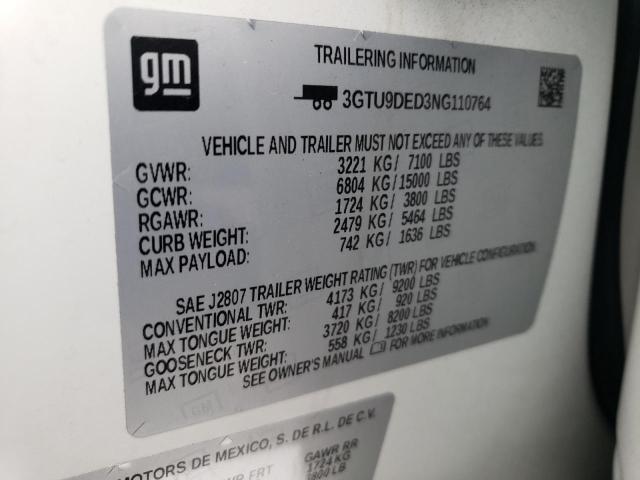 gm
TRAILERING INFORMATION
3GTU9DED3NG110764
VEHICLE AND TRAILER MUST NOT EXCEED ANY OF THESE VALUES
GVWR: 3221 KG/ 7100 LBS
GCWR: 6804 KG/15000 LBS
RGAWR: 1724 KG/ 3800 LBS
CURB WEIGHT: 2479 KG/ 5464 LBS
MAX PAYLOAD: 742 KG/ 1636 LBS
SAE J2807 TRAILER WEIGHT RATING (TWR) FOR VEHICLE CONFIGURATION.
CONVENTIONAL TWR: 4173 KG/ 9200 LBS
MAX TONGUE WEIGHT: 417 KG/ 920 LBS
GOOSENECK TWR: 3720 KG/ 8200 LBS
MAX TONGUE WEIGHT: 558 KG/ 1230 LBS
SEE OWNER'S MANUAL FOR MORE INFORMATION
GM
MOTORS DE MEXICO, S. DE R.L. DE C.V.
FRT GAWR RR
1724 KG
LB